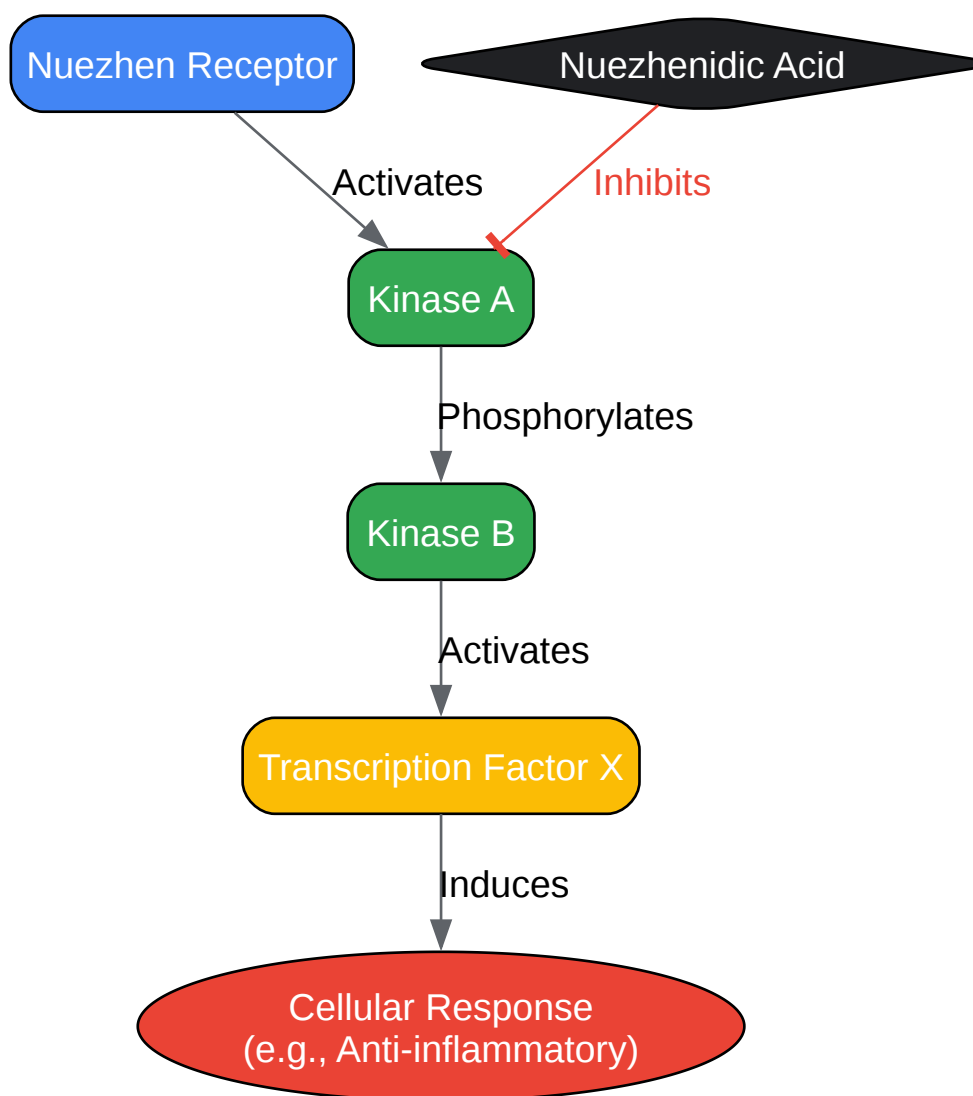 Nuezhen Receptor
Nuezhenidic Acid
Activates
Inhibits
Kinase A
Phosphorylates
Kinase B
Activates
Transcription Factor X
Induces
Cellular Response
(e.g., Anti-inflammatory)